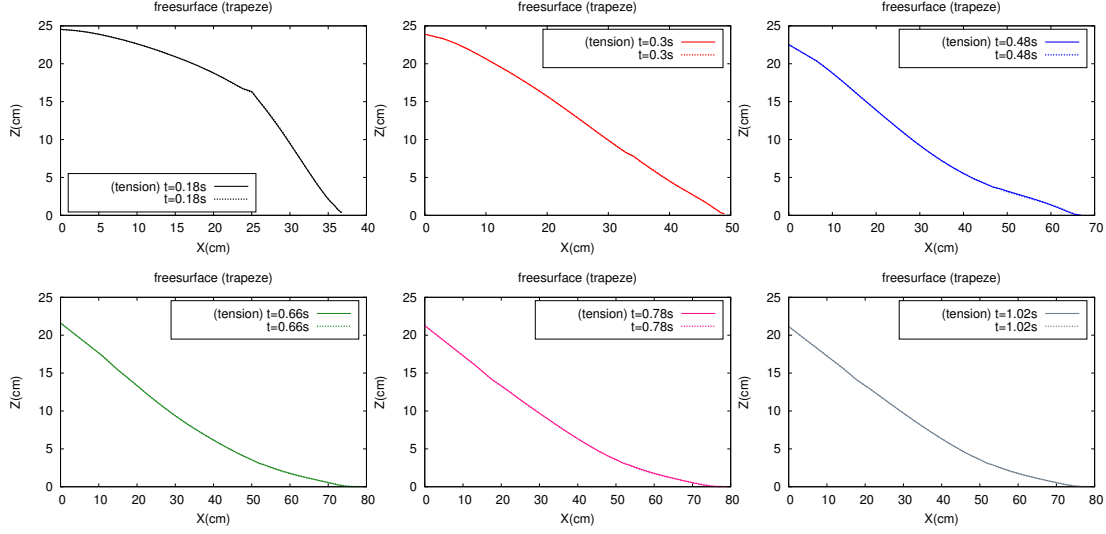 freesurface (trapeze)
25
20
15
10
5
0
Z(cm)
(tension) t=0.18s
t=0.18s
0 5 10 15 20 25 30 35 40
X(cm)
freesurface (trapeze)
25
20
15
10
5
0
Z(cm)
(tension) t=0.3s
t=0.3s
0 10 20 30 40 50
X(cm)
freesurface (trapeze)
25
20
15
10
5
0
Z(cm)
(tension) t=0.48s
t=0.48s
0 10 20 30 40 50 60 70
X(cm)
freesurface (trapeze)
25
20
15
10
5
0
Z(cm)
(tension) t=0.66s
t=0.66s
0 10 20 30 40 50 60 70 80
X(cm)
freesurface (trapeze)
25
20
15
10
5
0
Z(cm)
(tension) t=0.78s
t=0.78s
0 10 20 30 40 50 60 70 80
X(cm)
freesurface (trapeze)
25
20
15
10
5
0
Z(cm)
(tension) t=1.02s
t=1.02s
0 10 20 30 40 50 60 70 80
X(cm)